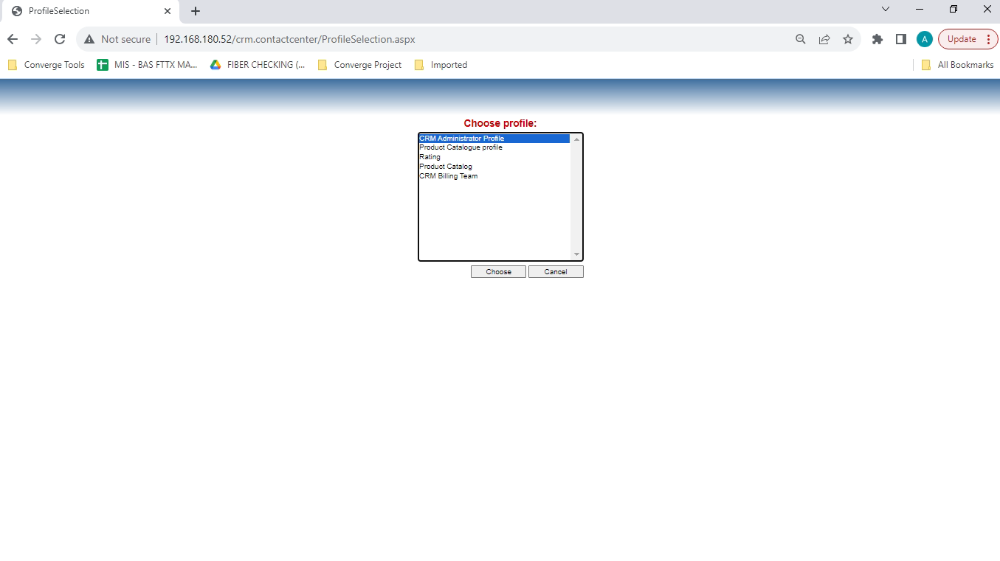 ProfileSelection
Not secure 192.168.180.52/crm.contactcenter/ProfileSelection.aspx A Update
Converge Tools MIS - BAS FTTX MA... FIBER CHECKING (... Converge Project Imported All Bookmarks
Choose profile:
CRM Administrator Profile
Product Catalogue profile
Rating
Product Catalog
CRM Billing Team
Choose Cancel